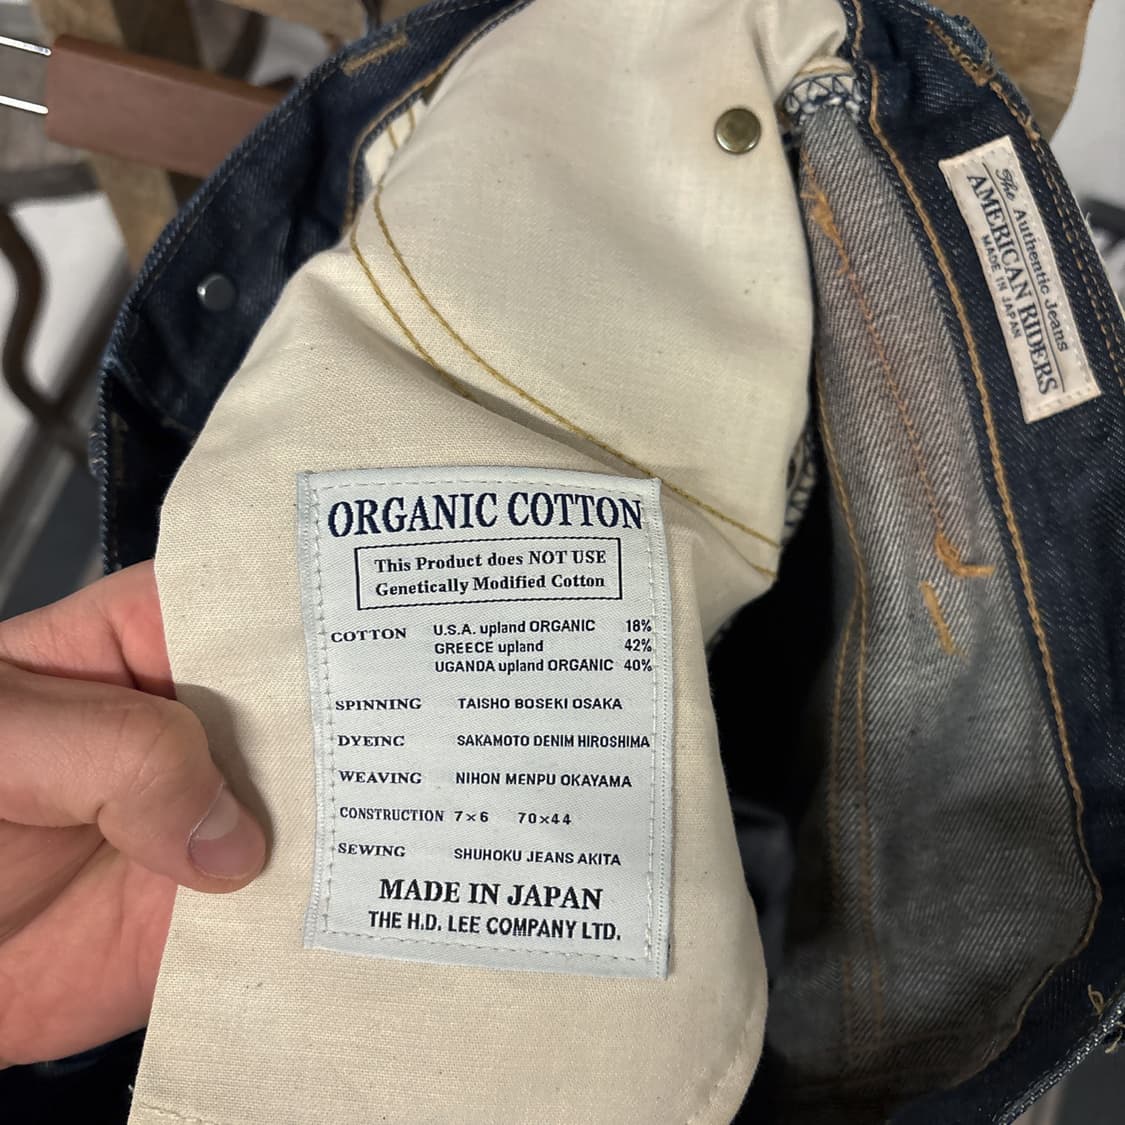 The Authentic Jeans
AMERICAN RIDERS
MADE IN JAPAN
ORGANIC COTTON
This Product does NOT USE
Genetically Modified Cotton
COTTON U.S.A. upland ORGANIC 18%
GREECE upland 42%
UGANDA upland ORGANIC 40%
SPINNING TAISHO BOSEKI OSAKA
DYEING SAKAMOTO DENIM HIROSHIMA
WEAVING NIHON MENPU OKAYAMA
CONSTRUCTION 7×6 70×44
SEWING SHUHOKU JEANS AKITA
MADE IN JAPAN
THE H.D. LEE COMPANY LTD.